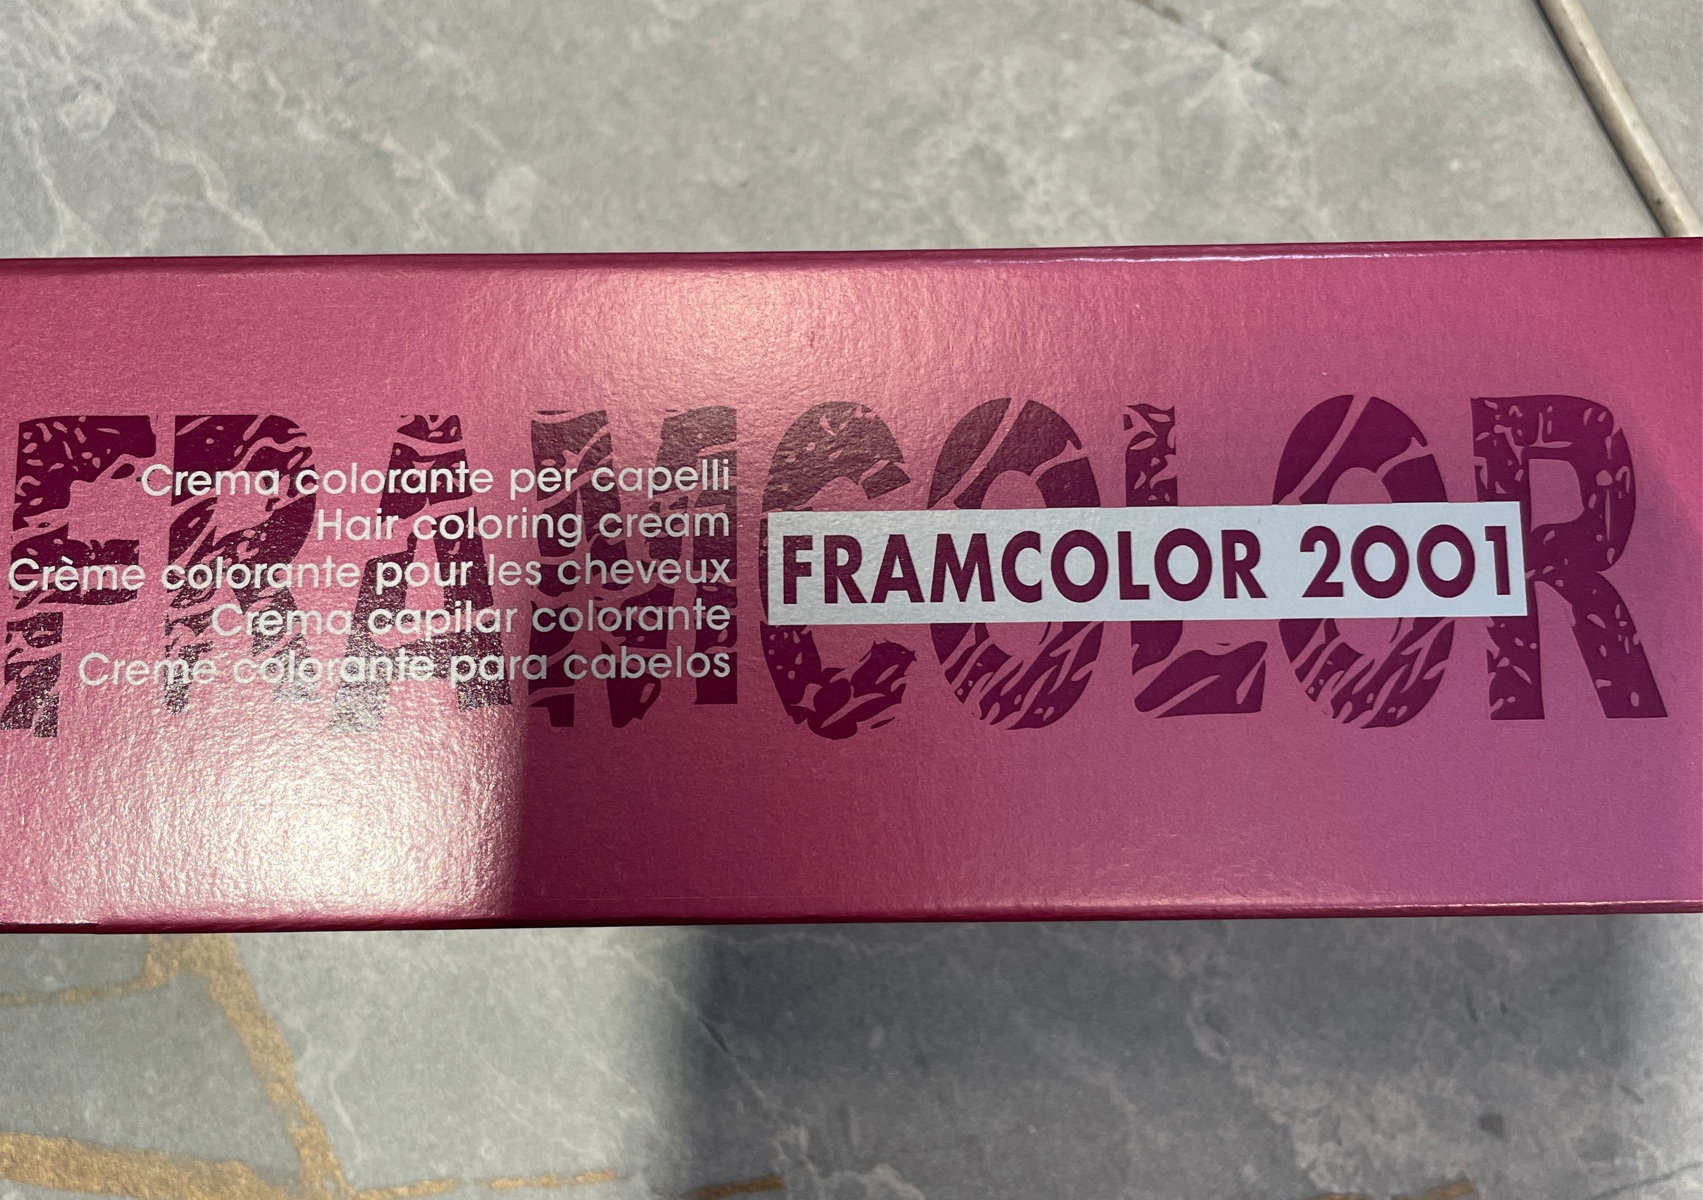 FRAMCOLOR
Crema colorante per capelli
Hair coloring cream
Crème colorante pour les cheveux
Crema capilar colorante
Creme colorante para cabelos
FRAMCOLOR 2001